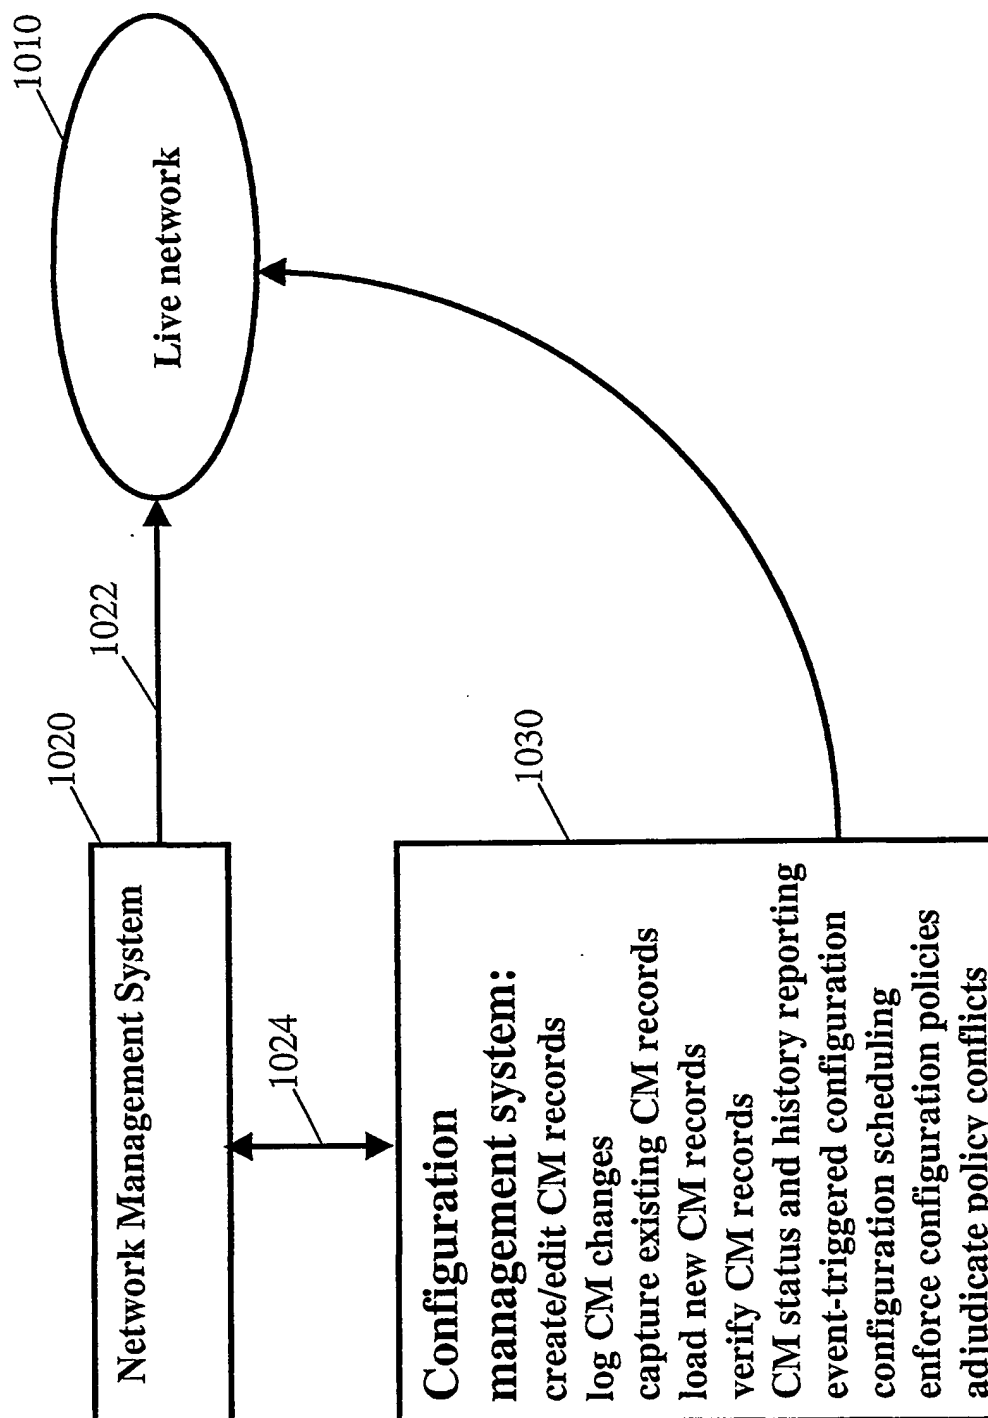 Network Management System
1020
1022
1010
Live network
1024
1030
Configuration
management system:
create/edit CM records
log CM changes
capture existing CM records
load new CM records
verify CM records
CM status and history reporting
event-triggered configuration
configuration scheduling
enforce configuration policies
adjudicate policy conflicts